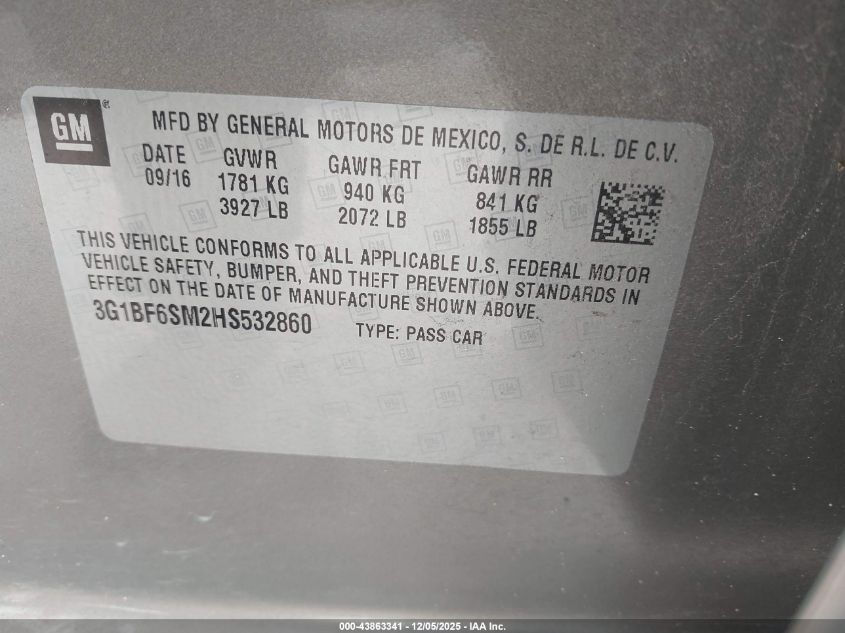 GM ®
MFD BY GENERAL MOTORS DE MEXICO, S. DE R.L. DE C.V.
DATE GVWR GAWR FRT GAWR RR
09/16 1781 KG 940 KG 841 KG
3927 LB 2072 LB 1855 LB
THIS VEHICLE CONFORMS TO ALL APPLICABLE U.S. FEDERAL MOTOR
VEHICLE SAFETY, BUMPER, AND THEFT PREVENTION STANDARDS IN
EFFECT ON THE DATE OF MANUFACTURE SHOWN ABOVE.
3G1BF6SM2HS532860 TYPE: PASS CAR
000-43863341 - 12/05/2025 - IAA Inc.